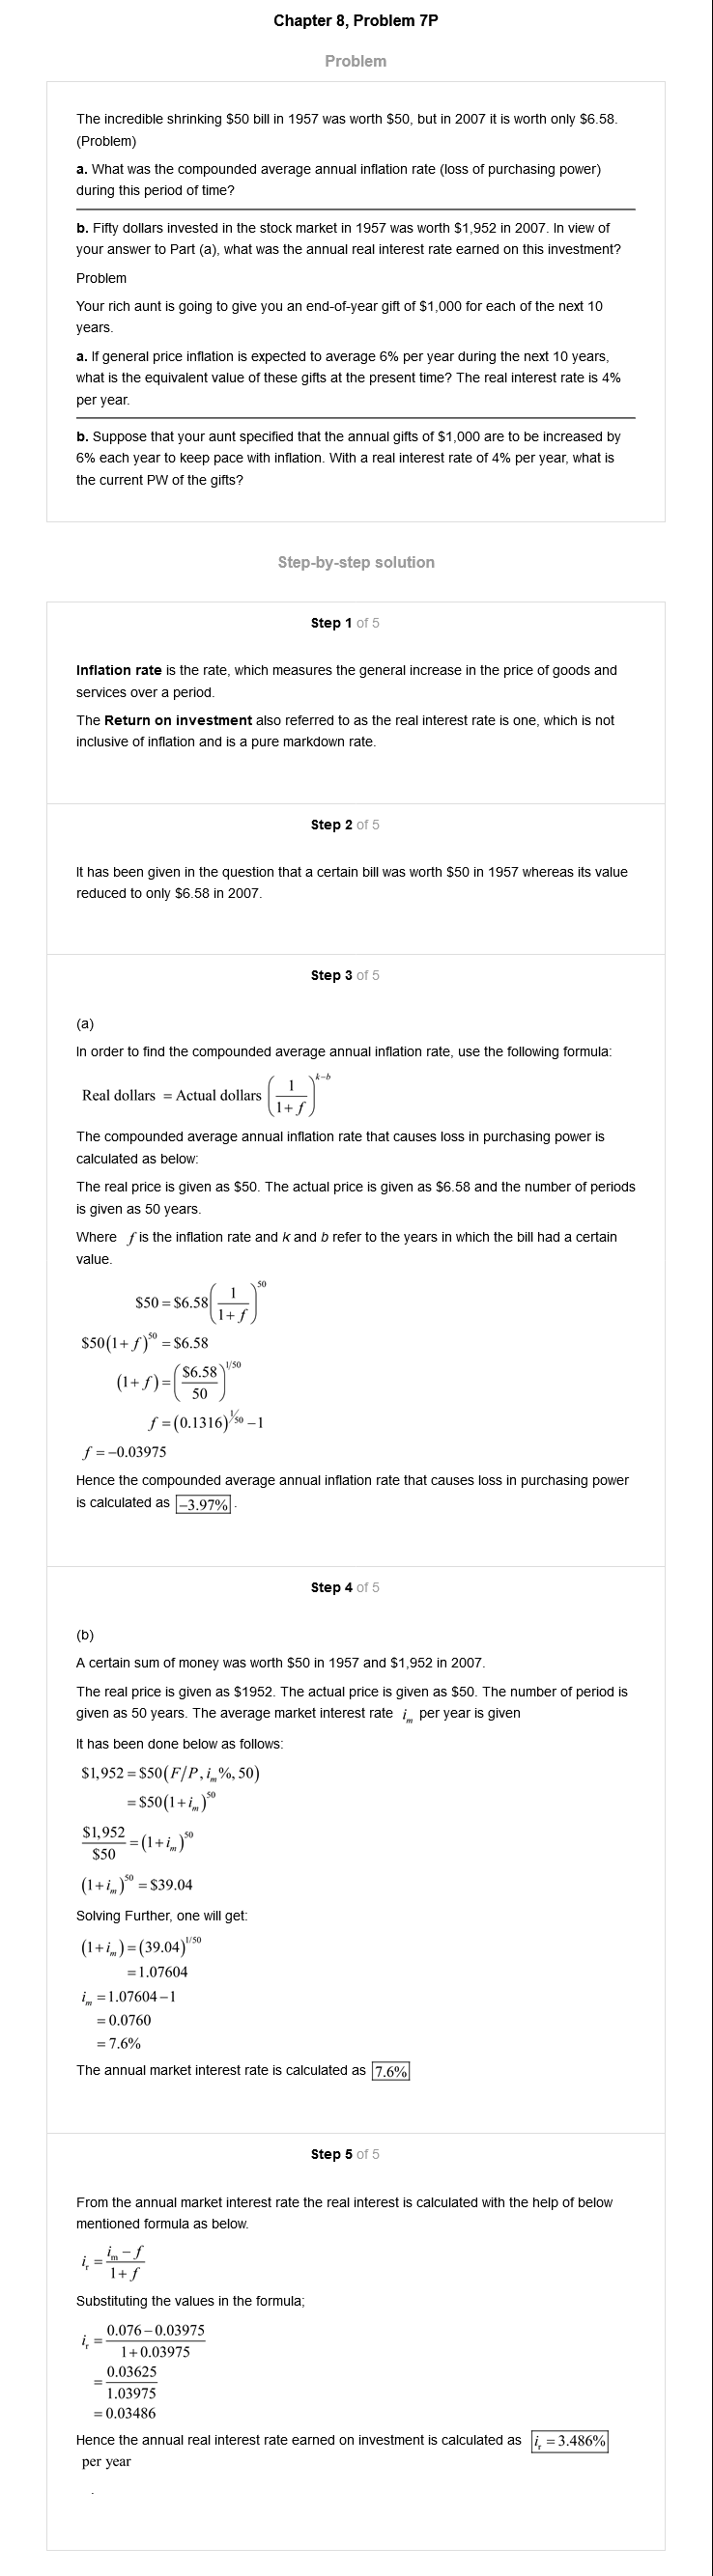 Chapter 8, Problem 7P
Problem
The incredible shrinking $50 bill in 1957 was worth $50, but in 2007 it is worth only $6.58.
(Problem)
a. What was the compounded average annual inflation rate (loss of purchasing power)
during this period of time?
b. Fifty dollars invested in the stock market in 1957 was worth $1,952 in 2007. In view of
your answer to Part (a), what was the annual real interest rate earned on this investment?
Problem
Your rich aunt is going to give you an end-of-year gift of $1,000 for each of the next 10
years.
a. If general price inflation is expected to average 6% per year during the next 10 years,
what is the equivalent value of these gifts at the present time? The real interest rate is 4%
per year.
b. Suppose that your aunt specified that the annual gifts of $1,000 are to be increased by
6% each year to keep pace with inflation. With a real interest rate of 4% per year, what is
the current PW of the gifts?
Step-by-step solution
Step 1 of 5
Inflation rate is the rate, which measures the general increase in the price of goods and
services over a period.
The Return on investment also referred to as the real interest rate is one, which is not
inclusive of inflation and is a pure markdown rate.
Step 2 of 5
It has been given in the question that a certain bill was worth $50 in 1957 whereas its value
reduced to only $6.58 in 2007.
Step 3 of 5
(a)
In order to find the compounded average annual inflation rate, use the following formula:
Real dollars = Actual dollars (1/(1+f))^(k−b)
The compounded average annual inflation rate that causes loss in purchasing power is
calculated as below:
The real price is given as $50. The actual price is given as $6.58 and the number of periods
is given as 50 years.
Where f is the inflation rate and k and b refer to the years in which the bill had a certain
value.
$50 = $6.58(1/(1+f))^50
$50(1+f)^50 = $6.58
(1+f) = ($6.58/50)^(1/50)
f = (0.1316)^(1/50) −1
f = −0.03975
Hence the compounded average annual inflation rate that causes loss in purchasing power
is calculated as −3.97% .
Step 4 of 5
(b)
A certain sum of money was worth $50 in 1957 and $1,952 in 2007.
The real price is given as $1952. The actual price is given as $50. The number of period is
given as 50 years. The average market interest rate i_m per year is given
It has been done below as follows:
$1,952 = $50(F/P, i_m%, 50)
= $50(1+i_m)^50
$1,952/$50 = (1+i_m)^50
(1+i_m)^50 = $39.04
Solving Further, one will get:
(1+i_m) = (39.04)^(1/50)
= 1.07604
i_m = 1.07604 − 1
= 0.0760
= 7.6%
The annual market interest rate is calculated as 7.6%
Step 5 of 5
From the annual market interest rate the real interest is calculated with the help of below
mentioned formula as below.
i_r = (i_m − f)/(1+f)
Substituting the values in the formula;
i_r = (0.076 − 0.03975)/(1+0.03975)
= 0.03625/1.03975
= 0.03486
Hence the annual real interest rate earned on investment is calculated as i_r = 3.486%
per year
.